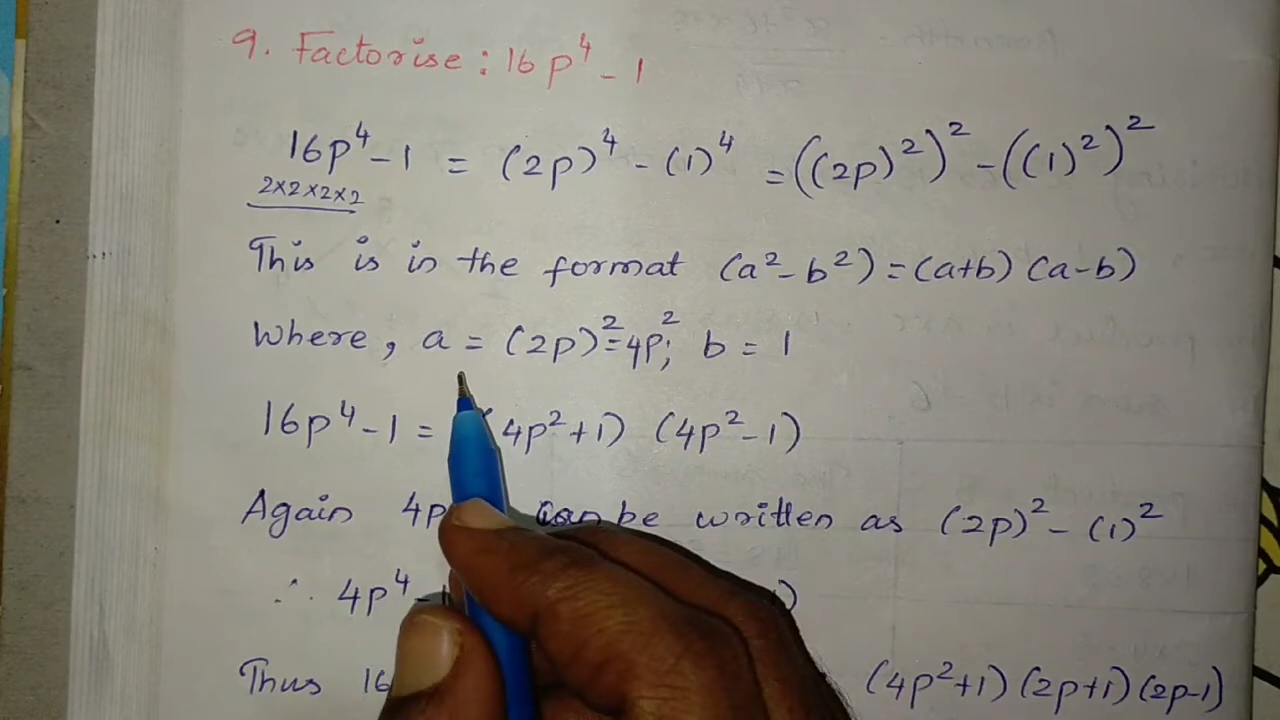 9. Factorise: 16p⁴ - 1
16p⁴ - 1 = (2p)⁴ - (1)⁴ = ((2p)²)² - ((1)²)²
2×2×2×2
This is in the format (a² - b²) = (a+b) (a-b)
Where, a = (2p)² = 4p²; b = 1
16p⁴ - 1 = (4p²+1) (4p²-1)
Again 4p can be written as (2p)² - (1)²
∴ 4p⁴ - )
Thus 16 (4p²+1) (2p+1) (2p-1)